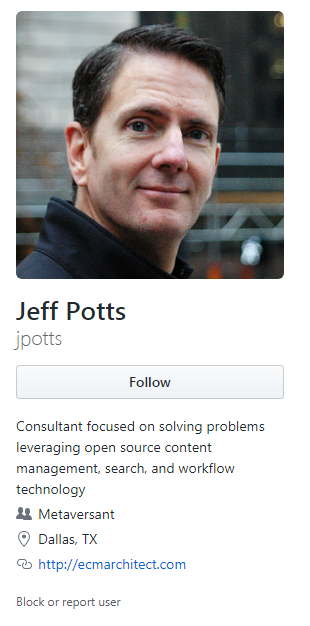 Jeff Potts
jpotts
Follow
Consultant focused on solving problems
leveraging open source content
management, search, and workflow
technology
Metaversant
Dallas, TX
http://ecmarchitect.com
Block or report user